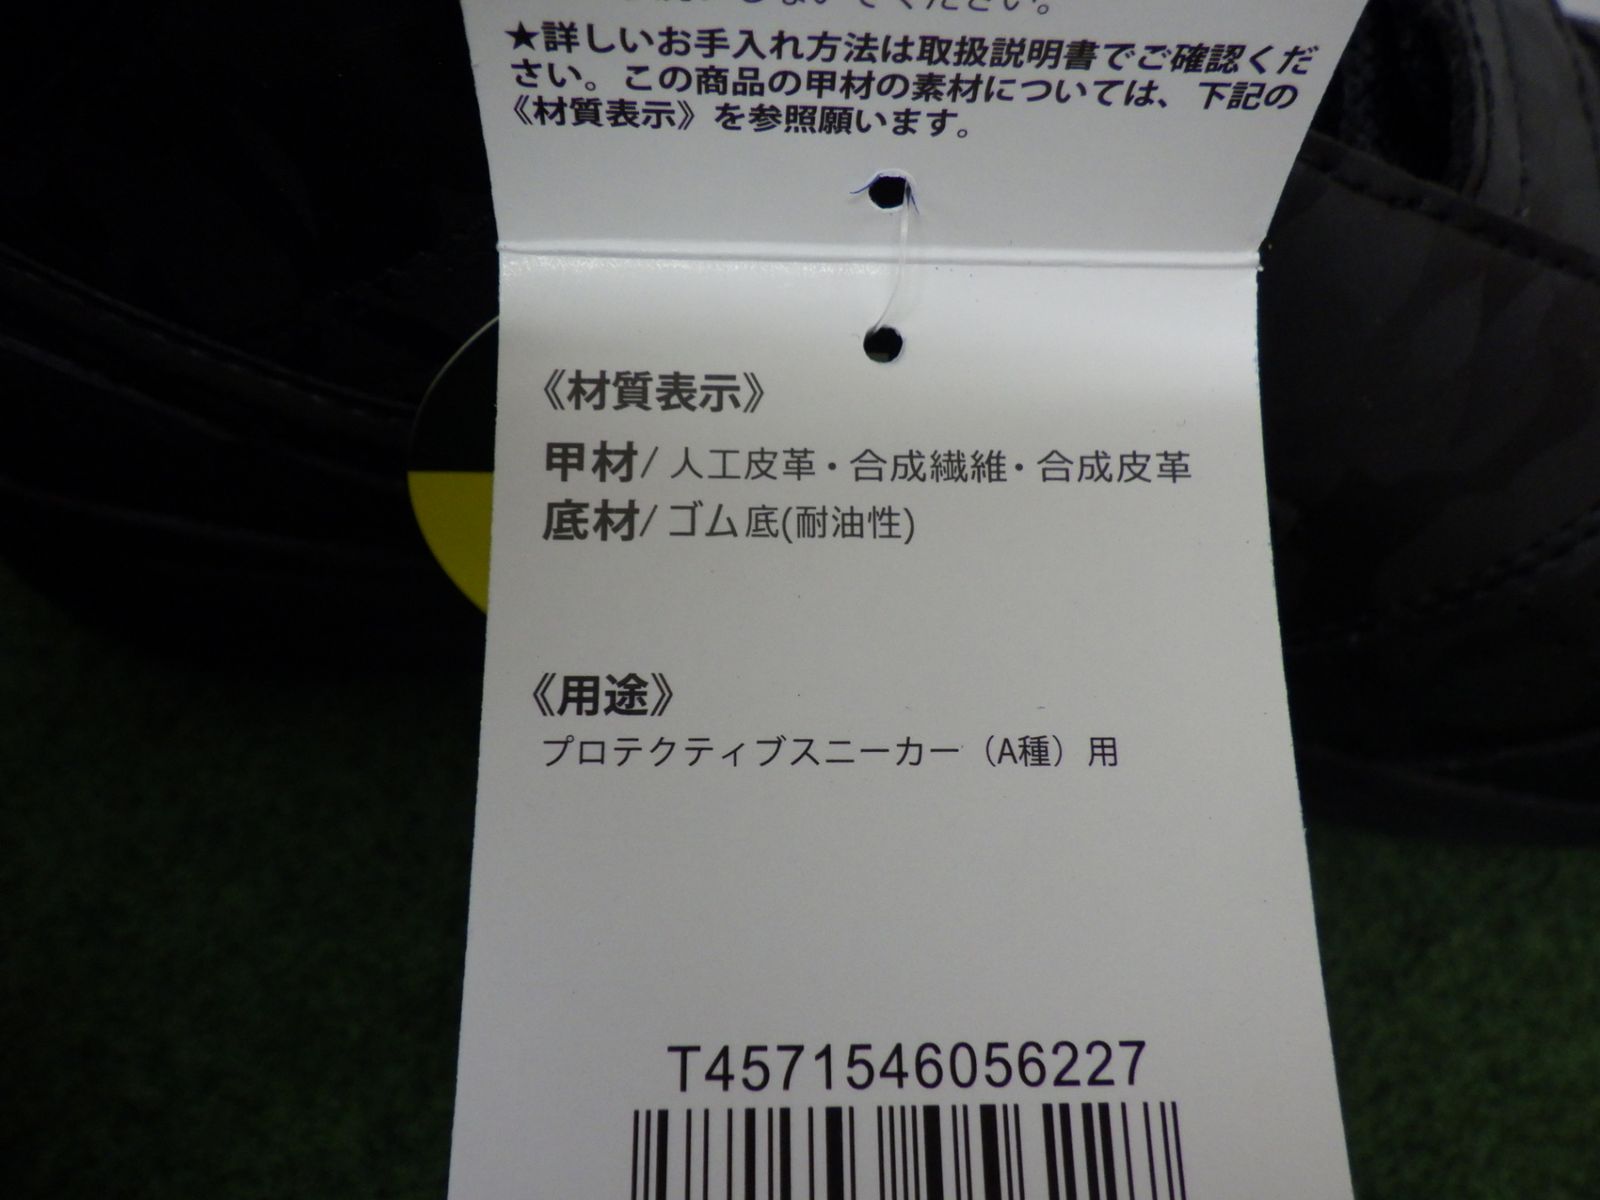 ください。
★詳しいお手入れ方法は取扱説明書でご確認くだ
さい。この商品の甲材の素材については、下記の
《材質表示》を参照願います。
《材質表示》
甲材/人工皮革・合成繊維・合成皮革
底材/ゴム底(耐油性)
《用途》
プロテクティブスニーカー（A種）用
T4571546056227